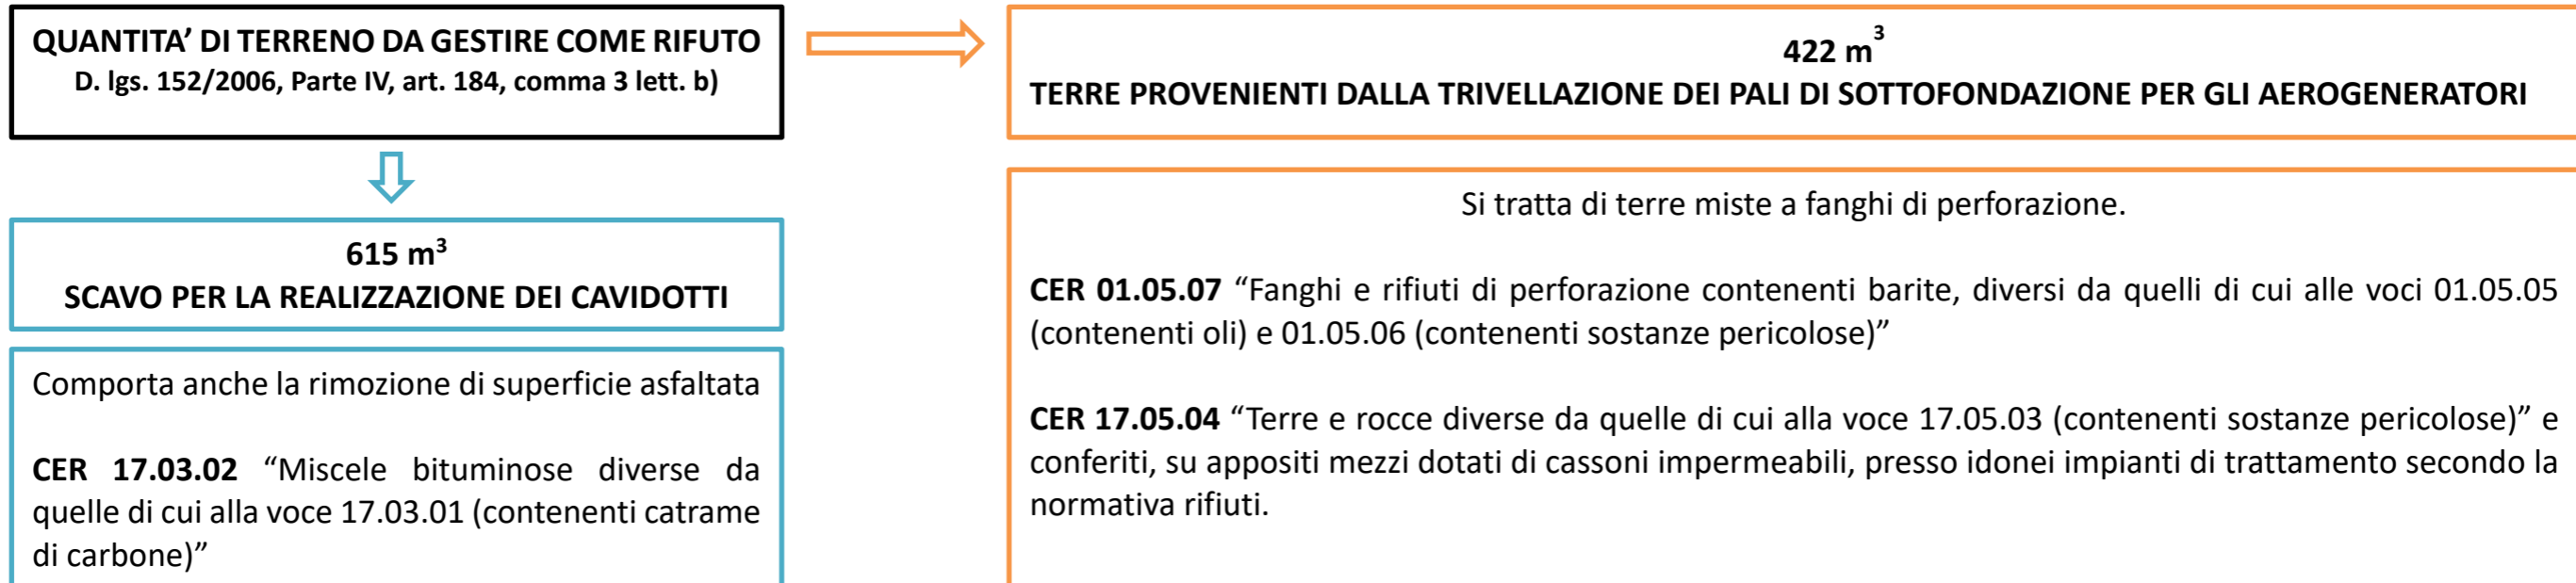 QUANTITA’ DI TERRENO DA GESTIRE COME RIFUTO
D. lgs. 152/2006, Parte IV, art. 184, comma 3 lett. b)
422 m³
TERRE PROVENIENTI DALLA TRIVELLAZIONE DEI PALI DI SOTTOFONDAZIONE PER GLI AEROGENERATORI
615 m³
SCAVO PER LA REALIZZAZIONE DEI CAVIDOTTI
Comporta anche la rimozione di superficie asfaltata
CER 17.03.02 “Miscele bituminose diverse da
quelle di cui alla voce 17.03.01 (contenenti catrame
di carbone)”
Si tratta di terre miste a fanghi di perforazione.
CER 01.05.07 “Fanghi e rifiuti di perforazione contenenti barite, diversi da quelli di cui alle voci 01.05.05
(contenenti oli) e 01.05.06 (contenenti sostanze pericolose)”
CER 17.05.04 “Terre e rocce diverse da quelle di cui alla voce 17.05.03 (contenenti sostanze pericolose)” e
conferiti, su appositi mezzi dotati di cassoni impermeabili, presso idonei impianti di trattamento secondo la
normativa rifiuti.